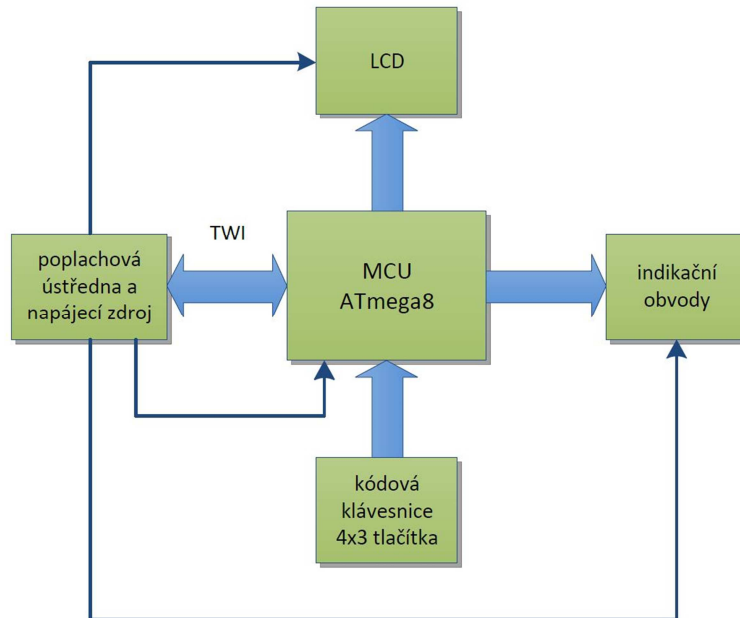 LCD
TWI
poplachová
ústředna a
napájecí zdroj
MCU
ATmega8
indikační
obvody
kódová
klávesnice
4x3 tlačítka